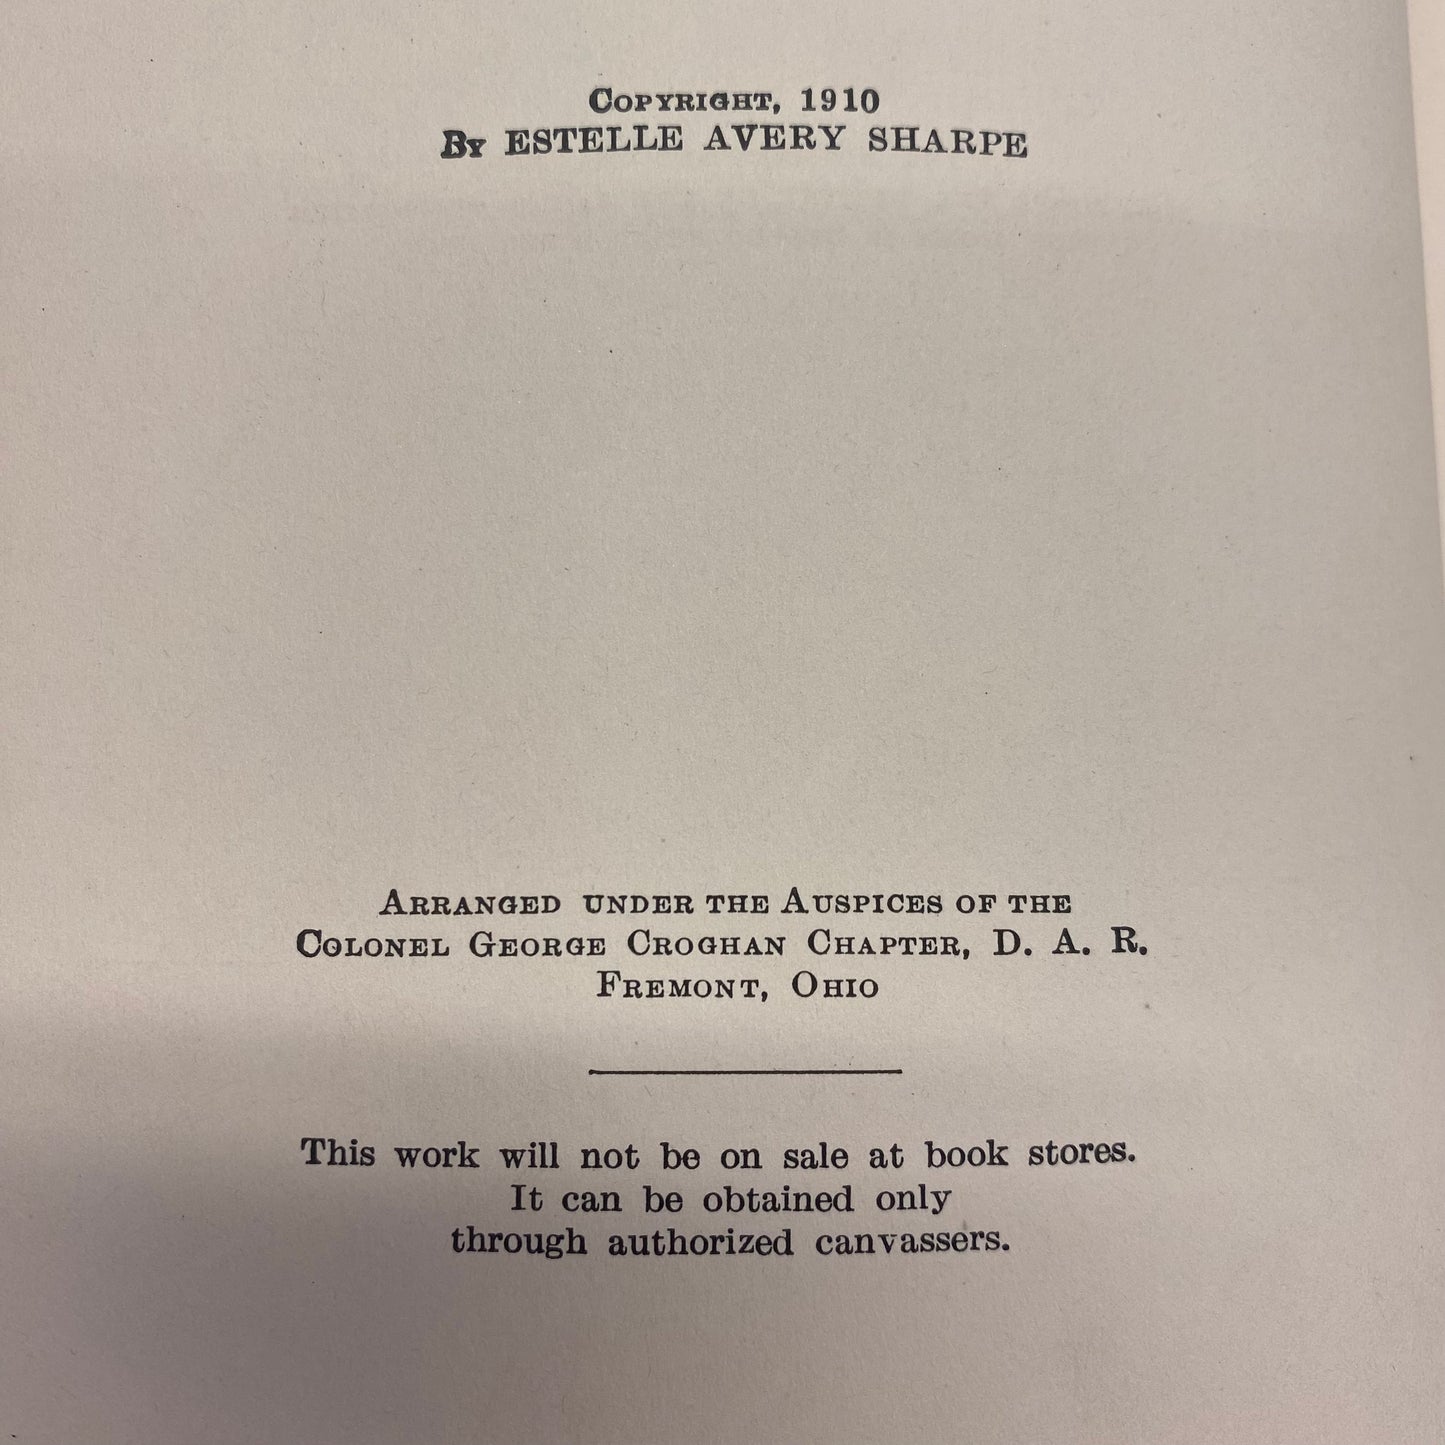 COPYRIGHT, 1910
BY ESTELLE AVERY SHARPE
ARRANGED UNDER THE AUSPICES OF THE
COLONEL GEORGE CROGHAN CHAPTER, D. A. R.
FREMONT, OHIO
This work will not be on sale at book stores.
It can be obtained only
through authorized canvassers.